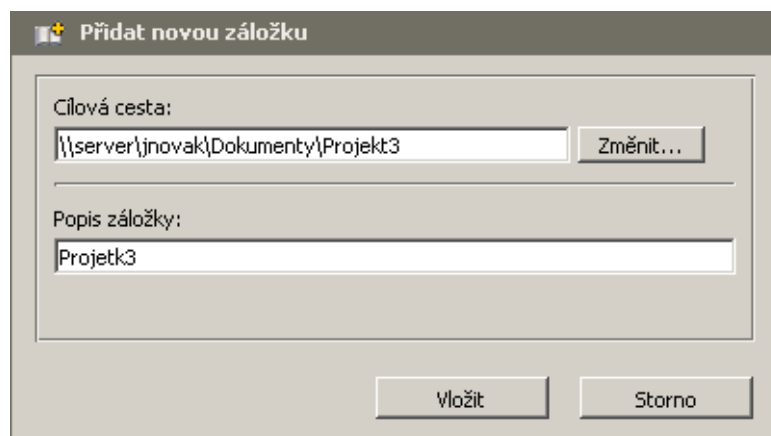 Přidat novou záložku
Cílová cesta:
\\server\jnovak\Dokumenty\Projekt3
Změnit...
Popis záložky:
Projetk3
Vložit
Storno